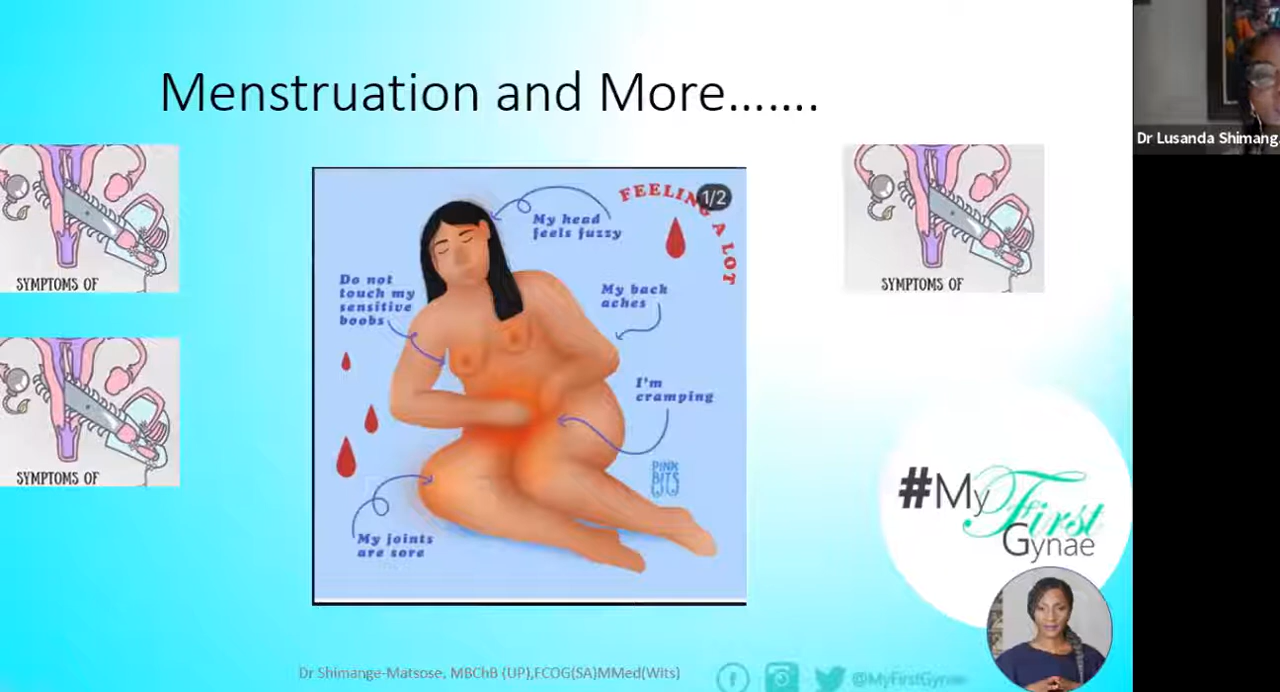 Menstruation and More.......
Dr Lusanda Shimang
SYMPTOMS OF
SYMPTOMS OF
SYMPTOMS OF
FEELING A LOT
1/2
My head
feels fuzzy
Do not
touch my
sensitive
boobs
My back
aches
I'm
cramping
PINK
BITS
My joints
are sore
#My
First
Gynae
Dr Shimange-Matsose, MBChB (UP),FCOG(SA)MMed(Wits)
@MyFirstGynae